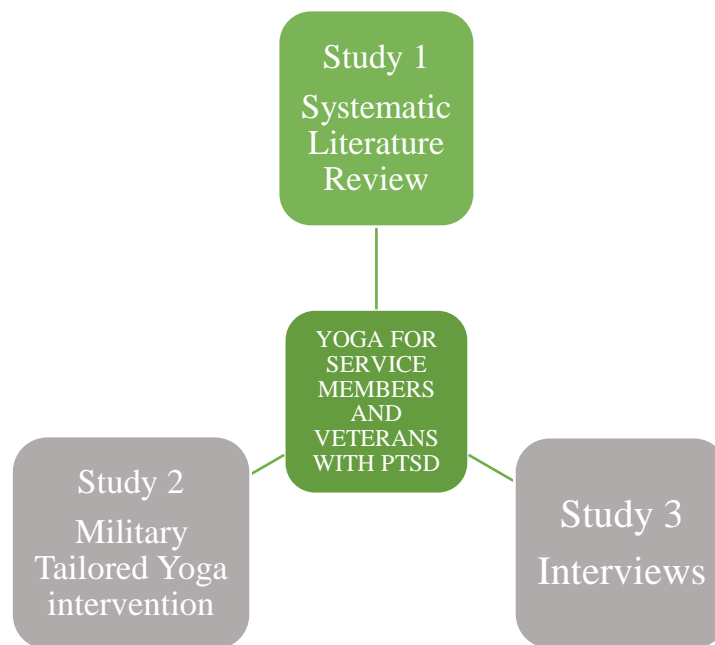 Study 1
Systematic
Literature
Review
YOGA FOR
SERVICE
MEMBERS
AND
VETERANS
WITH PTSD
Study 2
Military
Tailored Yoga
intervention
Study 3
Interviews